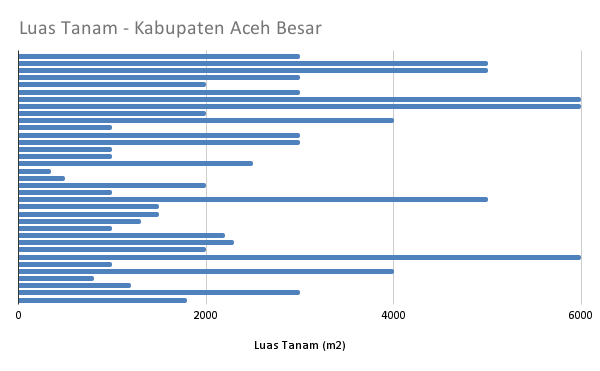 Luas Tanam - Kabupaten Aceh Besar
0 2000 4000 6000
Luas Tanam (m2)